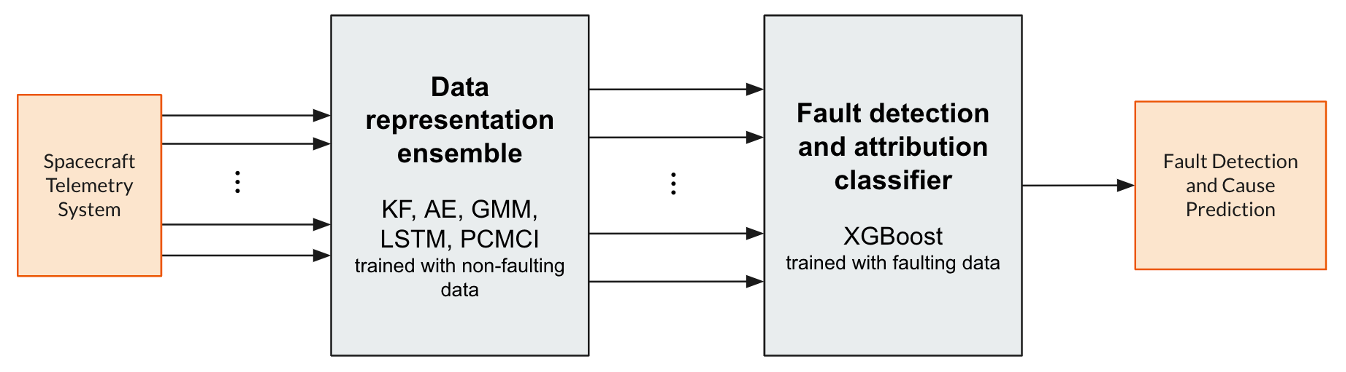 Spacecraft
Telemetry
System
Data
representation
ensemble
KF, AE, GMM,
LSTM, PCMCI
trained with non-faulting
data
Fault detection
and attribution
classifier
XGBoost
trained with faulting data
Fault Detection
and Cause
Prediction